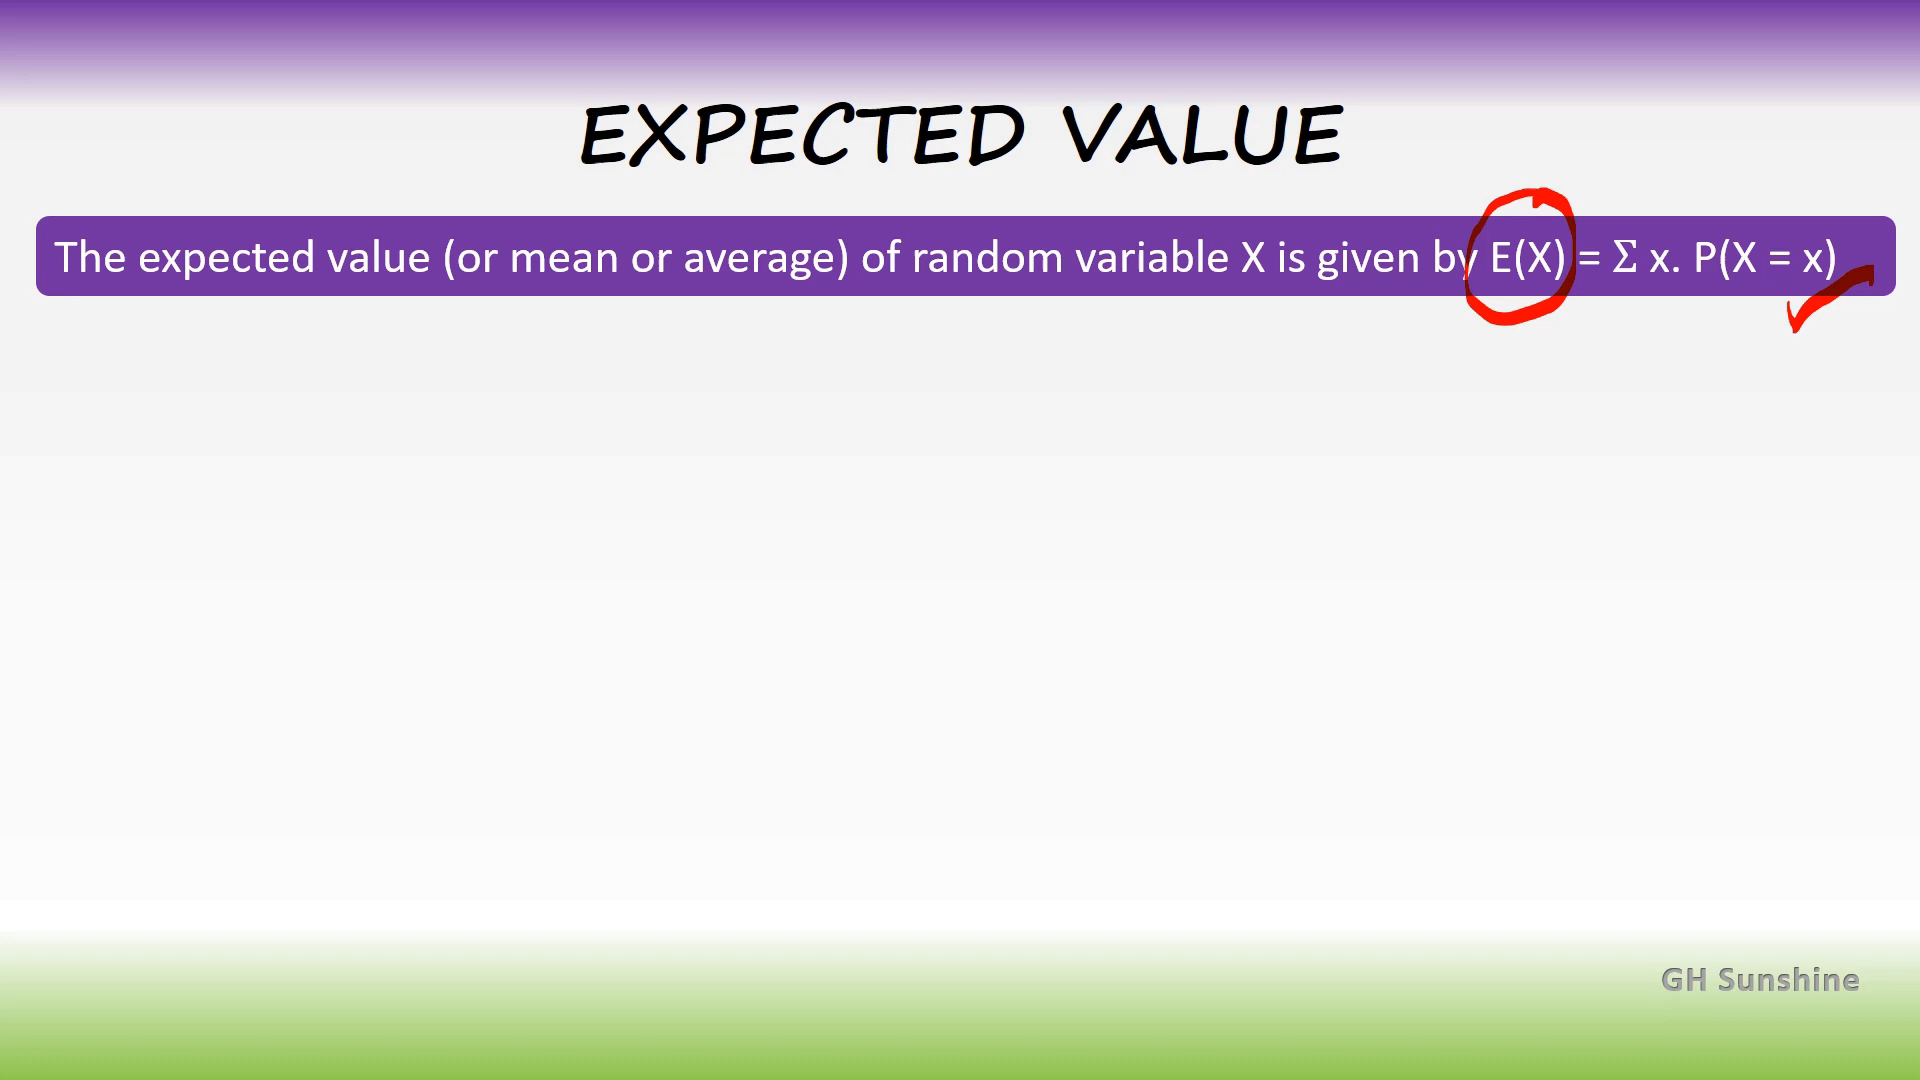 EXPECTED VALUE
The expected value (or mean or average) of random variable X is given by E(X) = Σ x. P(X = x)
GH Sunshine